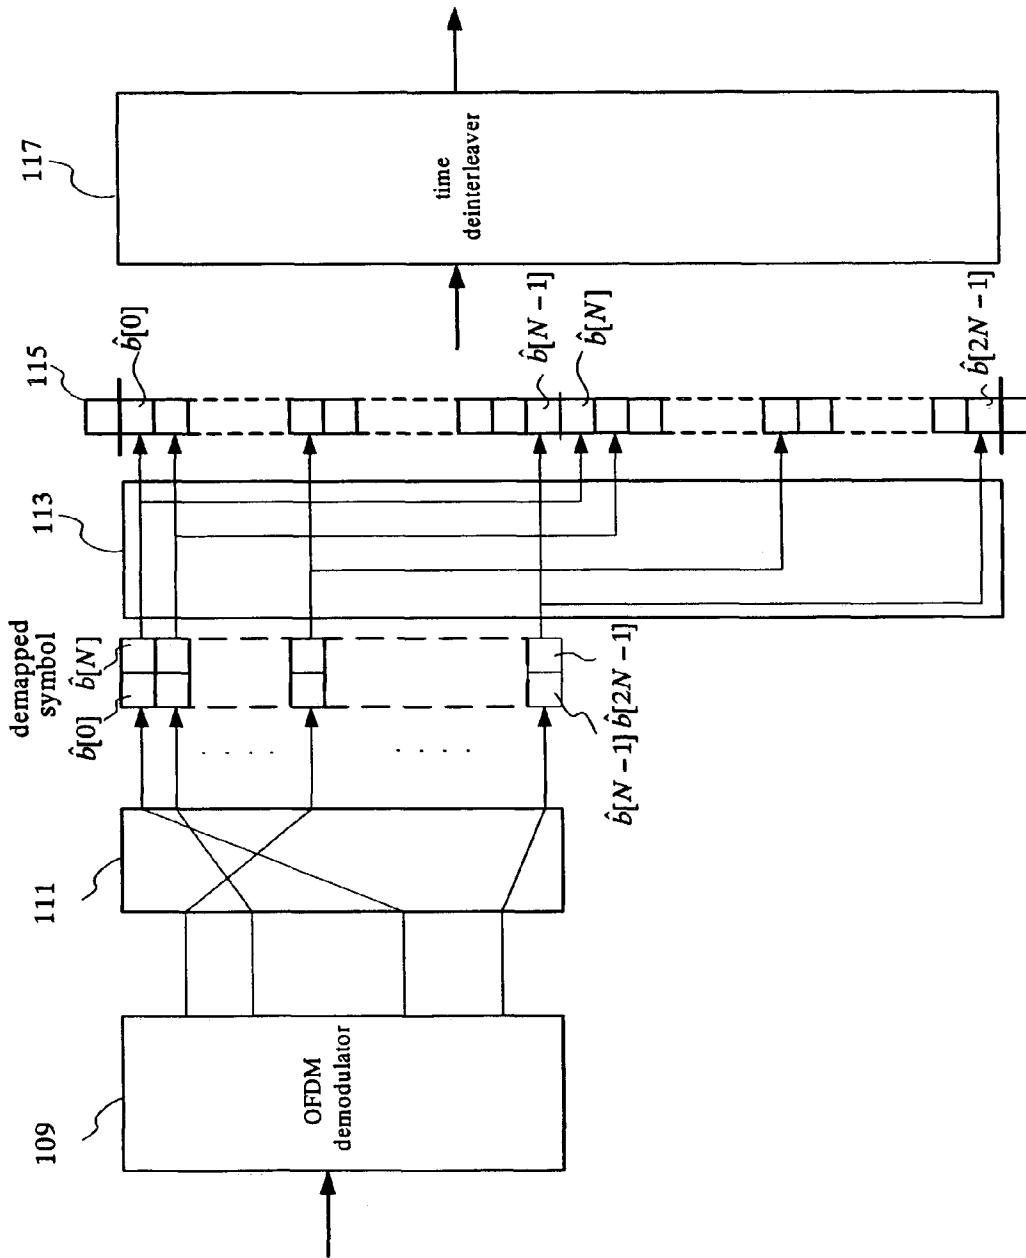 109
OFDM
demodulator
111
demapped
symbol
b̂[0]
b̂[N]
b̂[N − 1]
b̂[2N − 1]
113
115
b̂[0]
b̂[N − 1]
b̂[N]
b̂[2N − 1]
117
time
deinterleaver